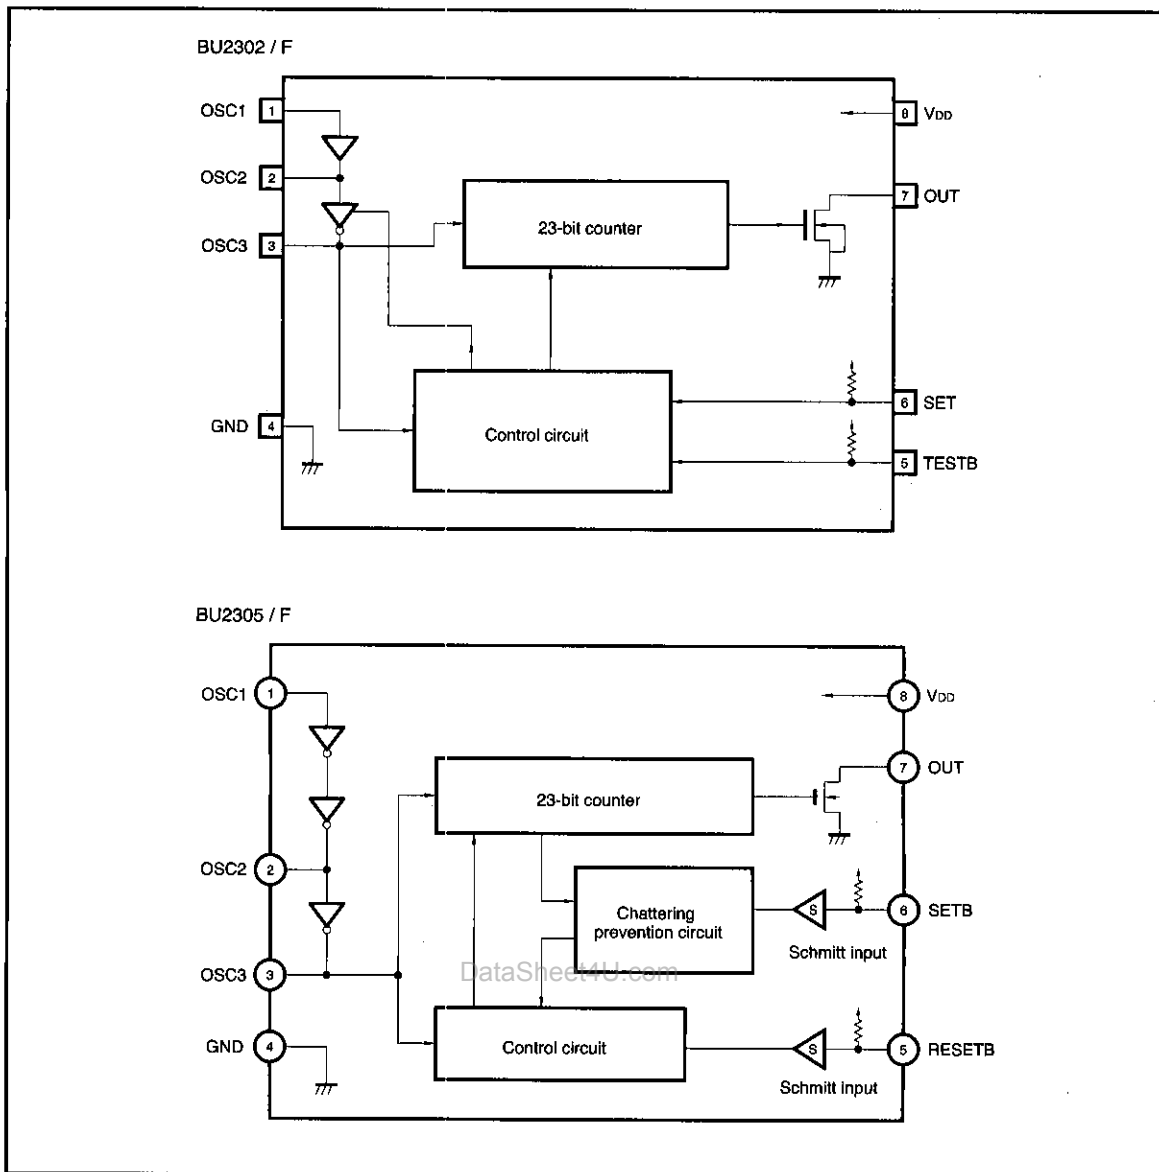 BU2302 / F
OSC1 1
8 VDD
OSC2 2
7 OUT
23-bit counter
OSC3 3
6 SET
GND 4
Control circuit
5 TESTB
BU2305 / F
OSC1 1
8 VDD
7 OUT
23-bit counter
OSC2 2
Chattering
prevention circuit
S
6 SETB
Schmitt input
OSC3 3
DataSheet4U.com
GND 4
Control circuit
S
5 RESETB
Schmitt input